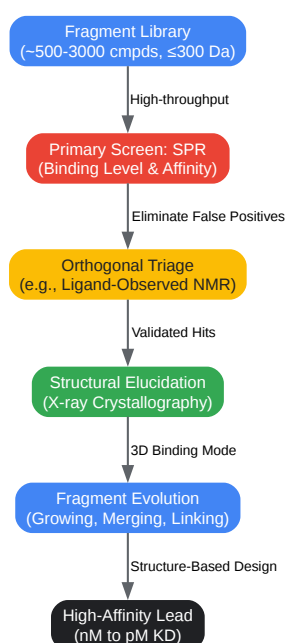 Fragment Library
(~500-3000 cmpds, ≤300 Da)
High-throughput
Primary Screen: SPR
(Binding Level & Affinity)
Eliminate False Positives
Orthogonal Triage
(e.g., Ligand-Observed NMR)
Validated Hits
Structural Elucidation
(X-ray Crystallography)
3D Binding Mode
Fragment Evolution
(Growing, Merging, Linking)
Structure-Based Design
High-Affinity Lead
(nM to pM KD)